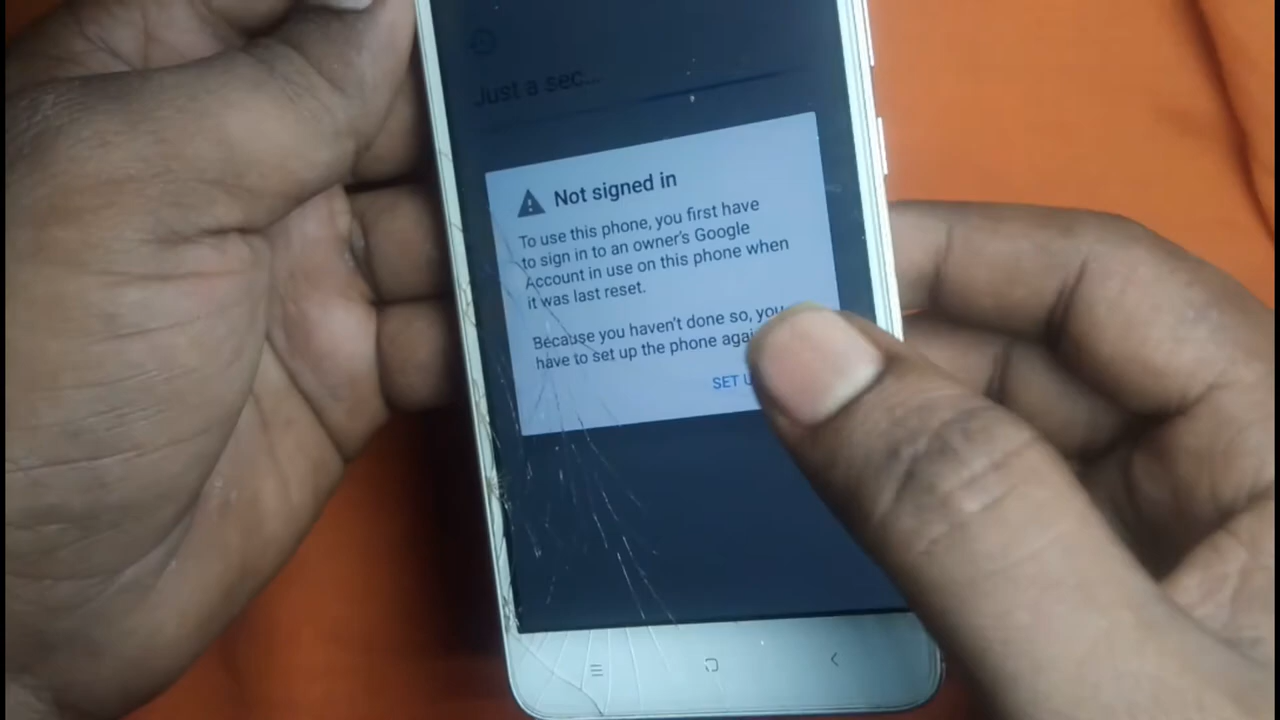 Just a sec...
Not signed in
To use this phone, you first have
to sign in to an owner's Google
Account in use on this phone when
it was last reset.
Because you haven't done so, you
have to set up the phone
SET